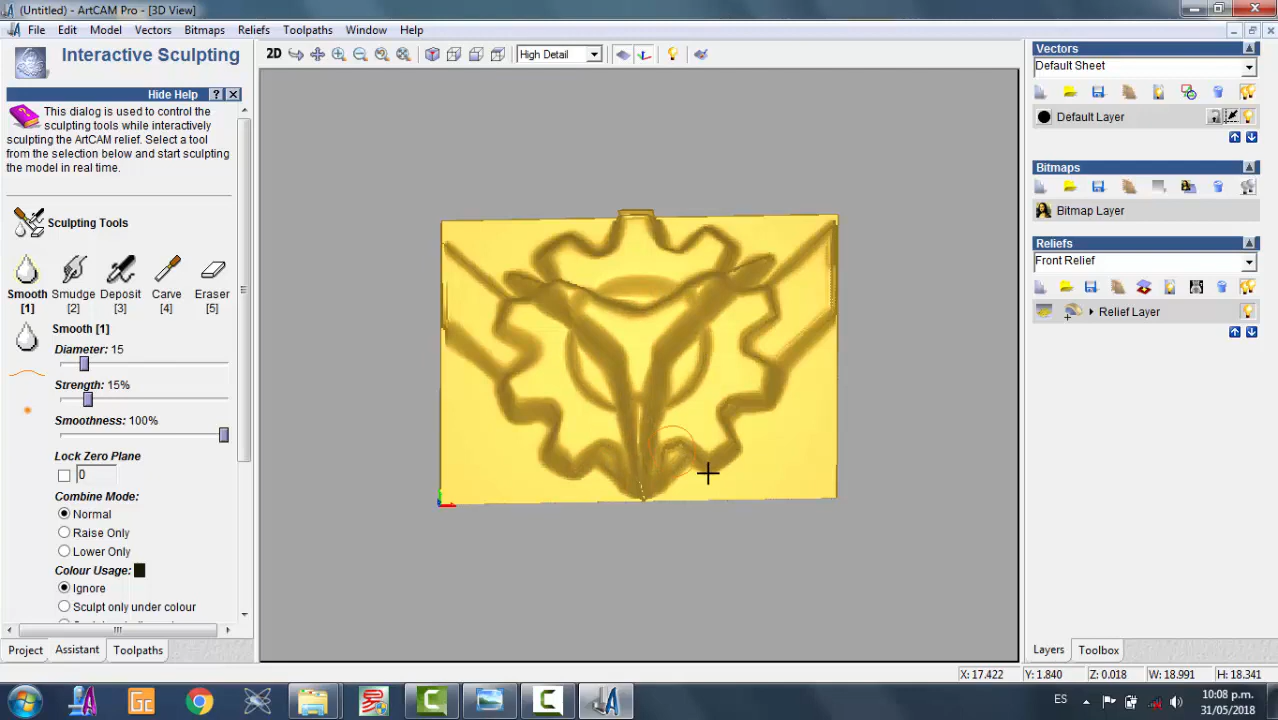 (Untitled) - ArtCAM Pro - [3D View]
File Edit Model Vectors Bitmaps Reliefs Toolpaths Window Help
Interactive Sculpting
2D
High Detail
Hide Help ?
This dialog is used to control the
sculpting tools while interactively
sculpting the ArtCAM relief. Select a tool
from the selection below and start sculpting
the model in real time.
Sculpting Tools
Smooth Smudge Deposit Carve Eraser
[1] [2] [3] [4] [5]
Smooth [1]
Diameter: 15
Strength: 15%
Smoothness: 100%
Lock Zero Plane
0
Combine Mode:
Normal
Raise Only
Lower Only
Colour Usage:
Ignore
Sculpt only under colour
Project Assistant Toolpaths
Vectors
Default Sheet
Default Layer
Bitmaps
Bitmap Layer
Reliefs
Front Relief
Relief Layer
Layers Toolbox
X: 17.422 Y: 1.840 Z: 0.018 W: 18.991 H: 18.341
Gc C C
ES
10:08 p.m.
31/05/2018